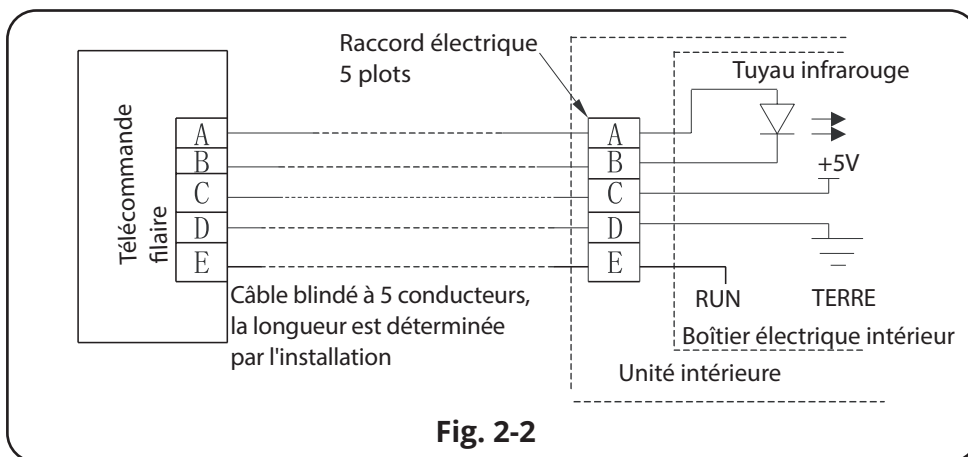 Raccord électrique
5 plots
Tuyau infrarouge
Télécommande
filaire
A
B
C
D
E
A
B
C
D
E
+5V
RUN
TERRE
Câble blindé à 5 conducteurs,
la longueur est déterminée
par l'installation
Boîtier électrique intérieur
Unité intérieure
Fig. 2-2